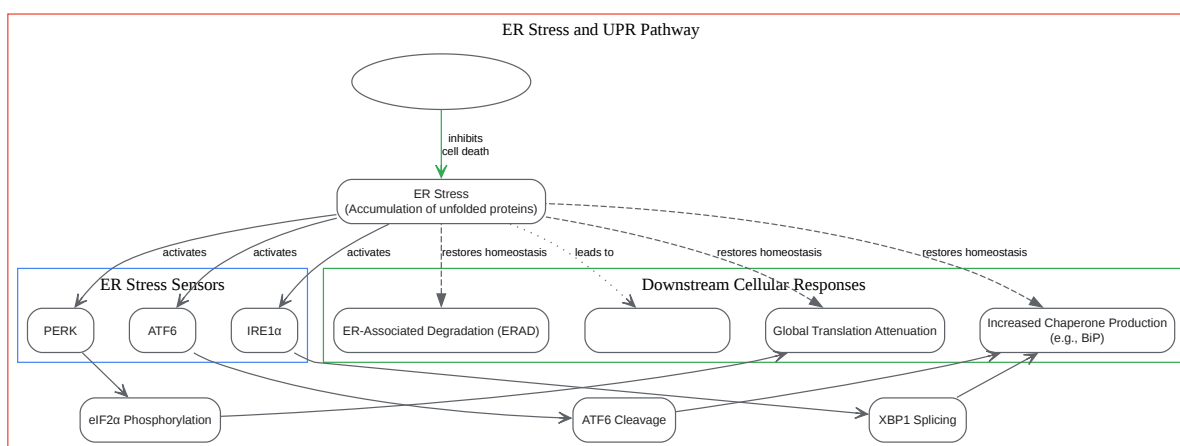 ER Stress and UPR Pathway
inhibits
cell death
ER Stress
(Accumulation of unfolded proteins)
activates
activates
activates
restores homeostasis
leads to
restores homeostasis
restores homeostasis
ER Stress Sensors
Downstream Cellular Responses
PERK
ATF6
IRE1α
ER-Associated Degradation (ERAD)
Global Translation Attenuation
Increased Chaperone Production
(e.g., BiP)
eIF2α Phosphorylation
ATF6 Cleavage
XBP1 Splicing